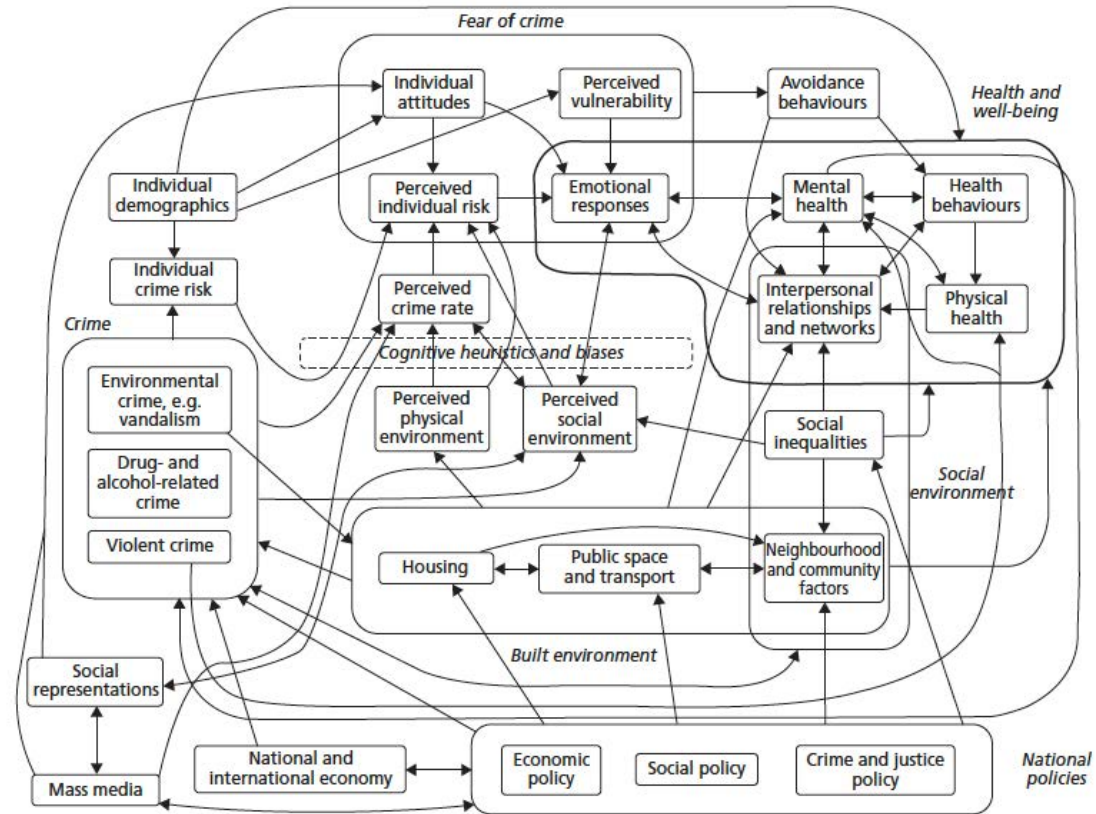 Fear of crime
Individual
attitudes
Perceived
vulnerability
Avoidance
behaviours
Health and
well-being
Individual
demographics
Perceived
individual risk
Emotional
responses
Mental
health
Health
behaviours
Individual
crime risk
Perceived
crime rate
Interpersonal
relationships
and networks
Physical
health
Crime
Cognitive heuristics and biases
Environmental
crime, e.g.
vandalism
Perceived
physical
environment
Perceived
social
environment
Social
inequalities
Drug- and
alcohol-related
crime
Social
environment
Violent crime
Housing
Public space
and transport
Neighbourhood
and community
factors
Built environment
Social
representations
National and
international economy
Economic
policy
Social policy
Crime and justice
policy
National
policies
Mass media